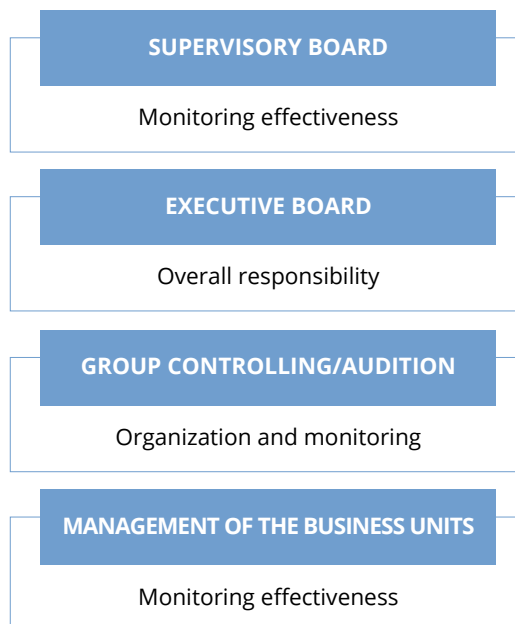 SUPERVISORY BOARD
Monitoring effectiveness
EXECUTIVE BOARD
Overall responsibility
GROUP CONTROLLING/AUDITION
Organization and monitoring
MANAGEMENT OF THE BUSINESS UNITS
Monitoring effectiveness